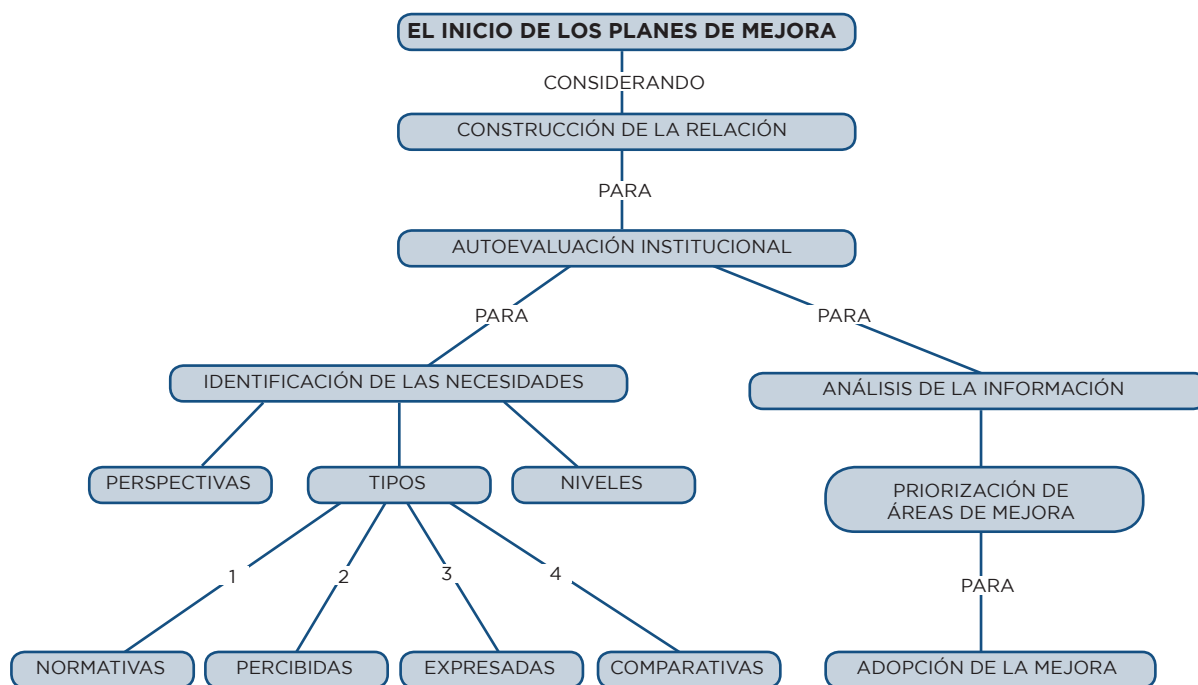 EL INICIO DE LOS PLANES DE MEJORA
CONSIDERANDO
CONSTRUCCIÓN DE LA RELACIÓN
PARA
AUTOEVALUACIÓN INSTITUCIONAL
PARA
PARA
IDENTIFICACIÓN DE LAS NECESIDADES
ANÁLISIS DE LA INFORMACIÓN
PERSPECTIVAS
TIPOS
NIVELES
PRIORIZACIÓN DE
ÁREAS DE MEJORA
1
2
3
4
PARA
NORMATIVAS
PERCIBIDAS
EXPRESADAS
COMPARATIVAS
ADOPCIÓN DE LA MEJORA